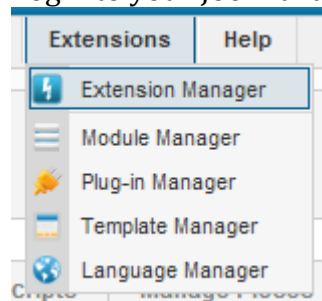 Extensions Help
Extension Manager
Module Manager
Plug-in Manager
Template Manager
Language Manager